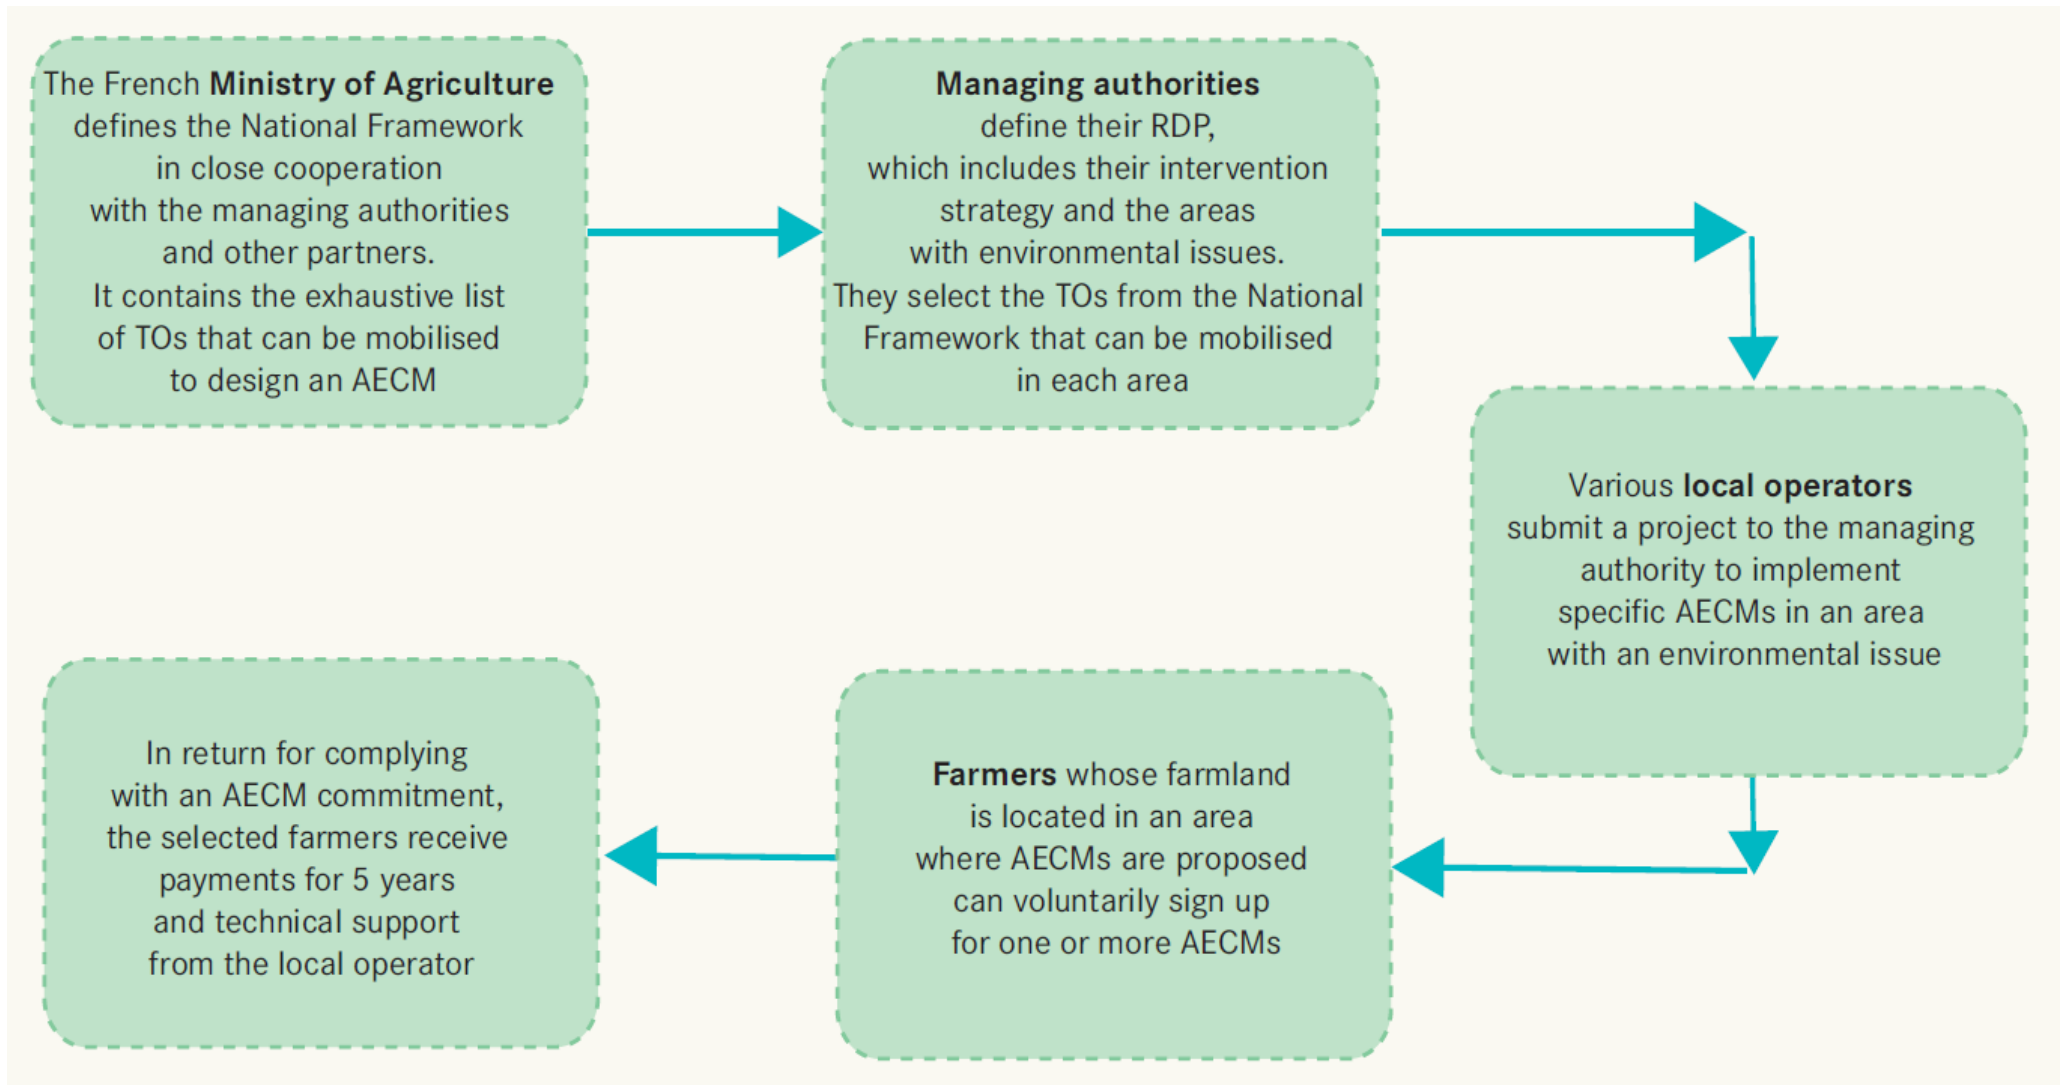 The French Ministry of Agriculture
defines the National Framework
in close cooperation
with the managing authorities
and other partners.
It contains the exhaustive list
of TOs that can be mobilised
to design an AECM
Managing authorities
define their RDP,
which includes their intervention
strategy and the areas
with environmental issues.
They select the TOs from the National
Framework that can be mobilised
in each area
Various local operators
submit a project to the managing
authority to implement
specific AECMs in an area
with an environmental issue
Farmers whose farmland
is located in an area
where AECMs are proposed
can voluntarily sign up
for one or more AECMs
In return for complying
with an AECM commitment,
the selected farmers receive
payments for 5 years
and technical support
from the local operator